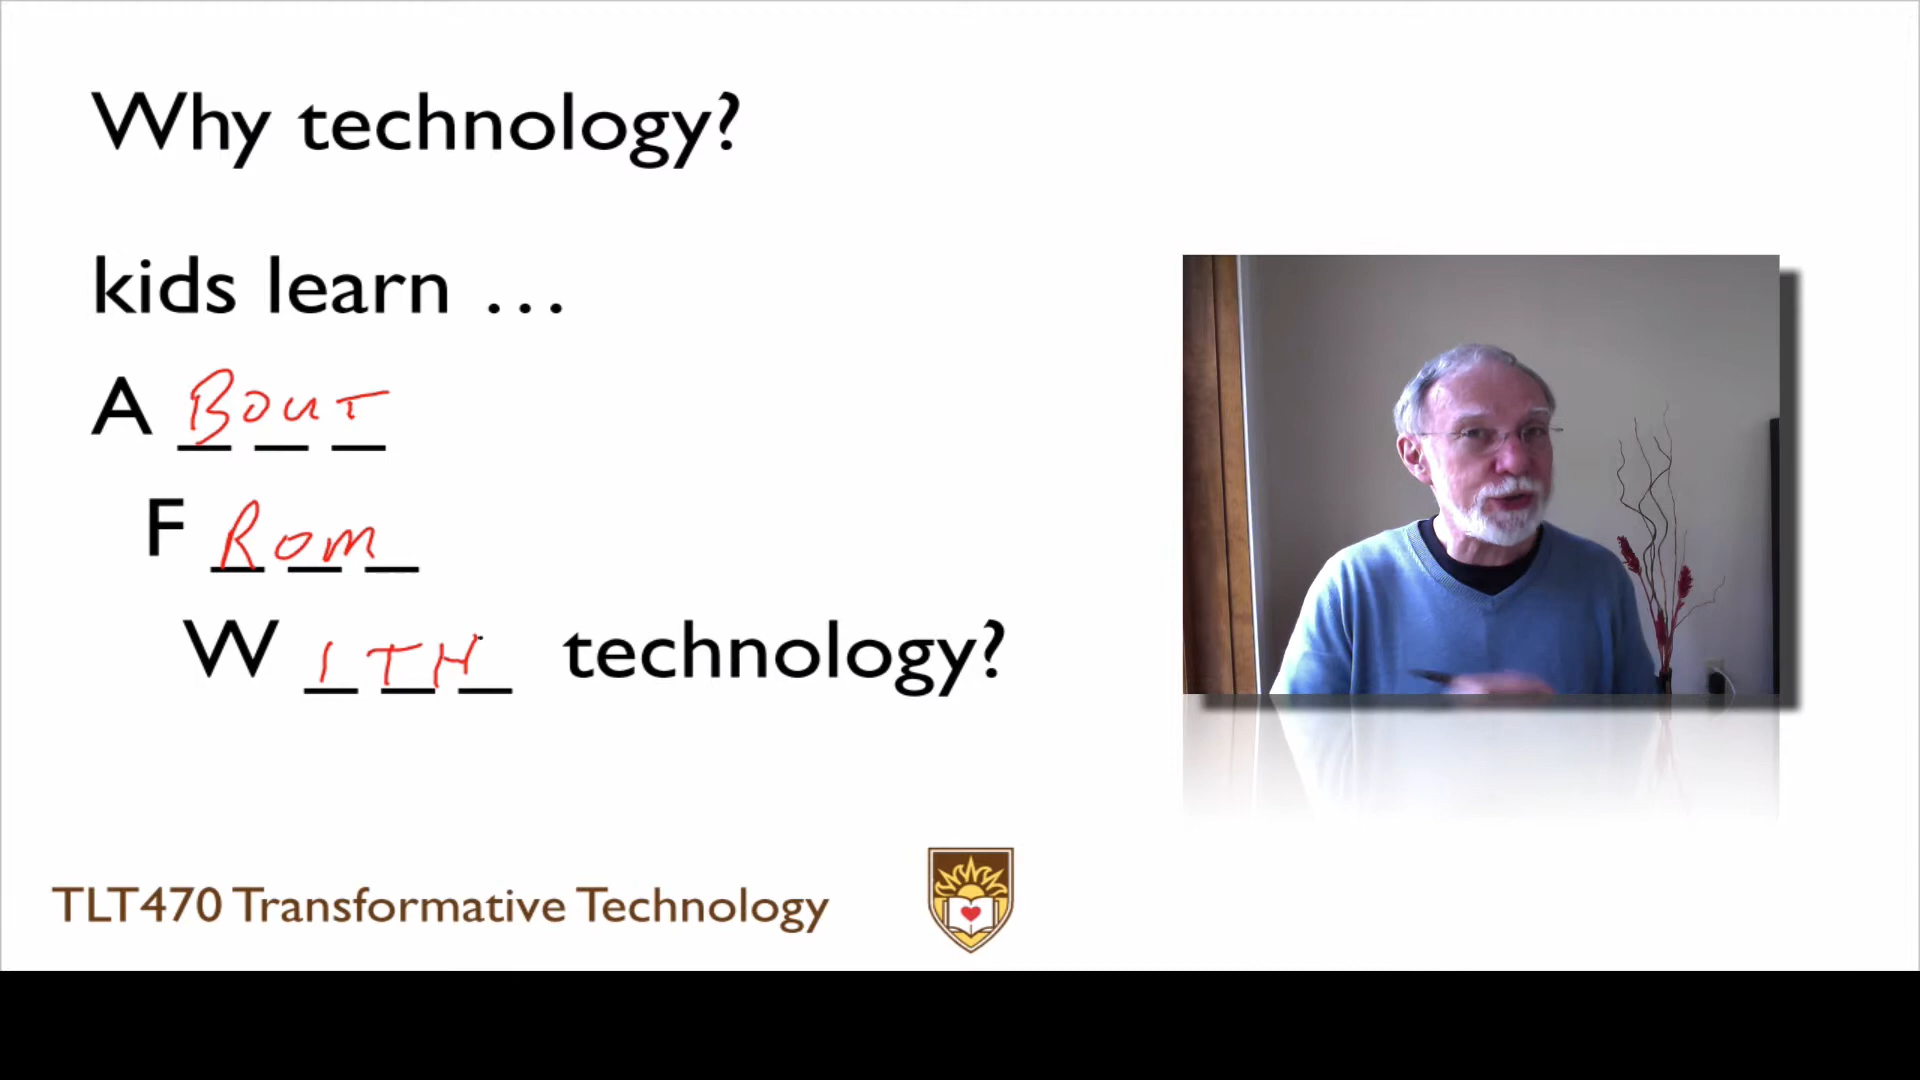 Why technology?
kids learn ...
A BOUT
F ROM
W ITH technology?
TLT470 Transformative Technology